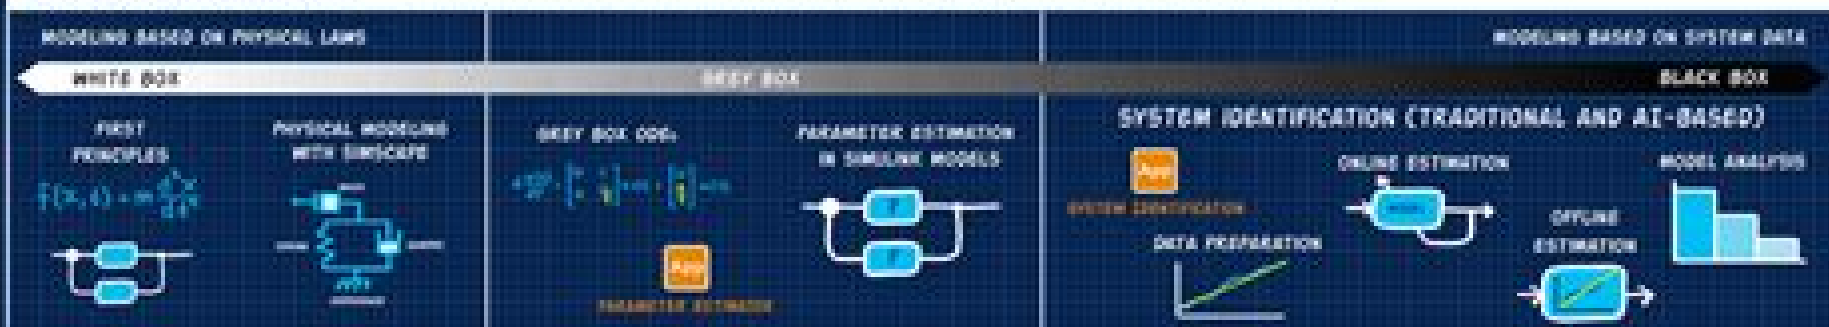 MODELING BASED ON PHYSICAL LAWS
MODELING BASED ON SYSTEM DATA
WHITE BOX
GREY BOX
BLACK BOX
FIRST
PRINCIPLES
PHYSICAL MODELING
WITH SIMSCAPE
GREY BOX ODEs
PARAMETER ESTIMATION
IN SIMULINK MODELS
App
PARAMETER ESTIMATOR
SYSTEM IDENTIFICATION (TRADITIONAL AND AI-BASED)
App
SYSTEM IDENTIFICATION
DATA PREPARATION
ONLINE ESTIMATION
OFFLINE
ESTIMATION
MODEL ANALYSIS